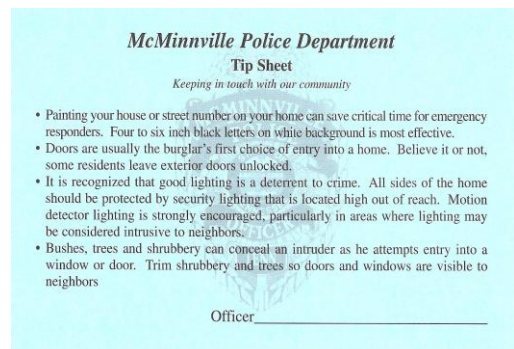 McMinnville Police Department
Tip Sheet
Keeping in touch with our community
• Painting your house or street number on your home can save critical time for emergency
responders. Four to six inch black letters on white background is most effective.
• Doors are usually the burglar's first choice of entry into a home. Believe it or not,
some residents leave exterior doors unlocked.
• It is recognized that good lighting is a deterrent to crime. All sides of the home
should be protected by security lighting that is located high out of reach. Motion
detector lighting is strongly encouraged, particularly in areas where lighting may
be considered intrusive to neighbors.
• Bushes, trees and shrubbery can conceal an intruder as he attempts entry into a
window or door. Trim shrubbery and trees so doors and windows are visible to
neighbors
Officer
MCMINNVILLE
OFFICER